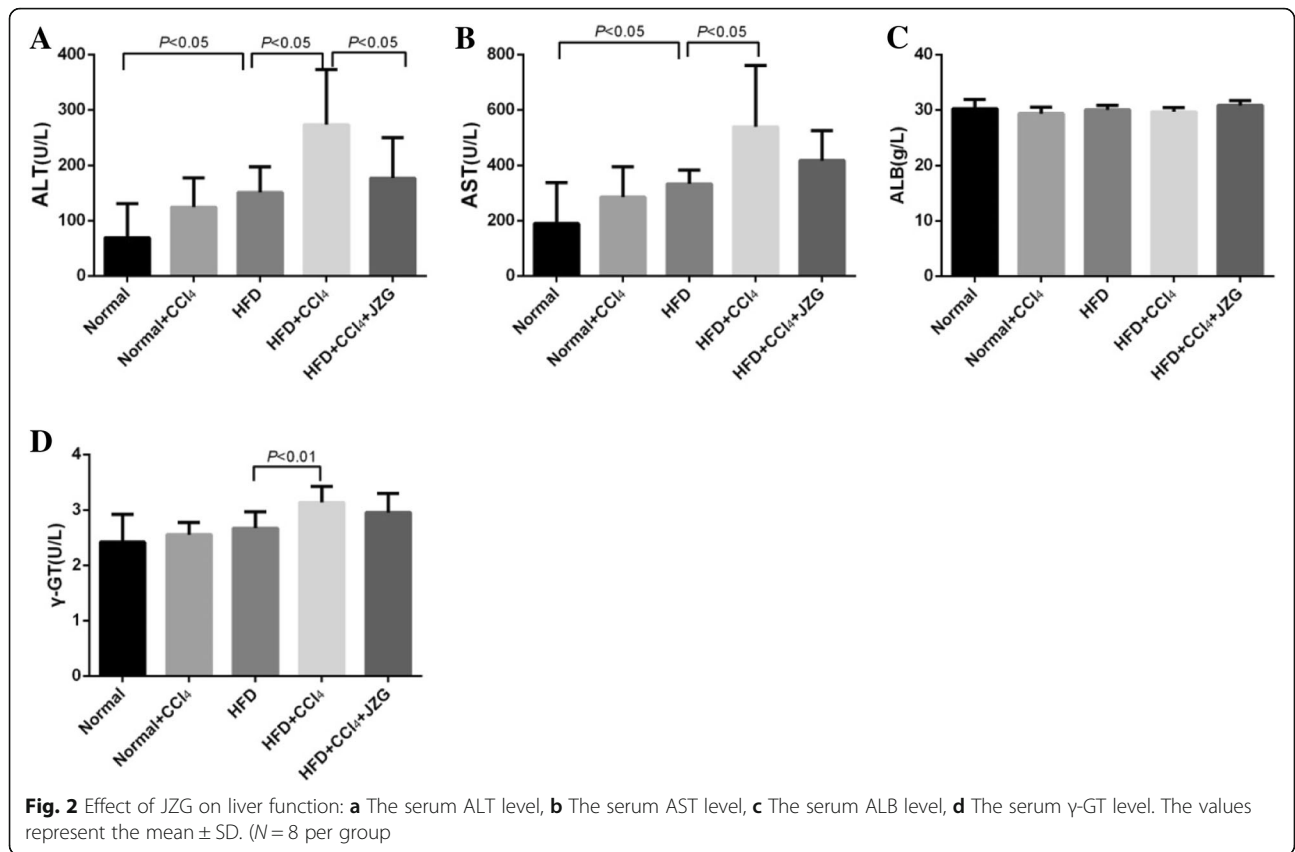 A
P<0.05
P<0.05
P<0.05
400
300
200
100
0
ALT(U/L)
Normal
Normal+CCl₄
HFD
HFD+CCl₄
HFD+CCl₄+JZG
B
P<0.05
P<0.05
800
600
400
200
0
AST(U/L)
Normal
Normal+CCl₄
HFD
HFD+CCl₄
HFD+CCl₄+JZG
C
40
30
20
10
0
ALB(g/L)
Normal
Normal+CCl₄
HFD
HFD+CCl₄
HFD+CCl₄+JZG
D
P<0.01
4
3
2
1
0
γ-GT(U/L)
Normal
Normal+CCl₄
HFD
HFD+CCl₄
HFD+CCl₄+JZG
Fig. 2 Effect of JZG on liver function: a The serum ALT level, b The serum AST level, c The serum ALB level, d The serum γ-GT level. The values
represent the mean ± SD. (N = 8 per group